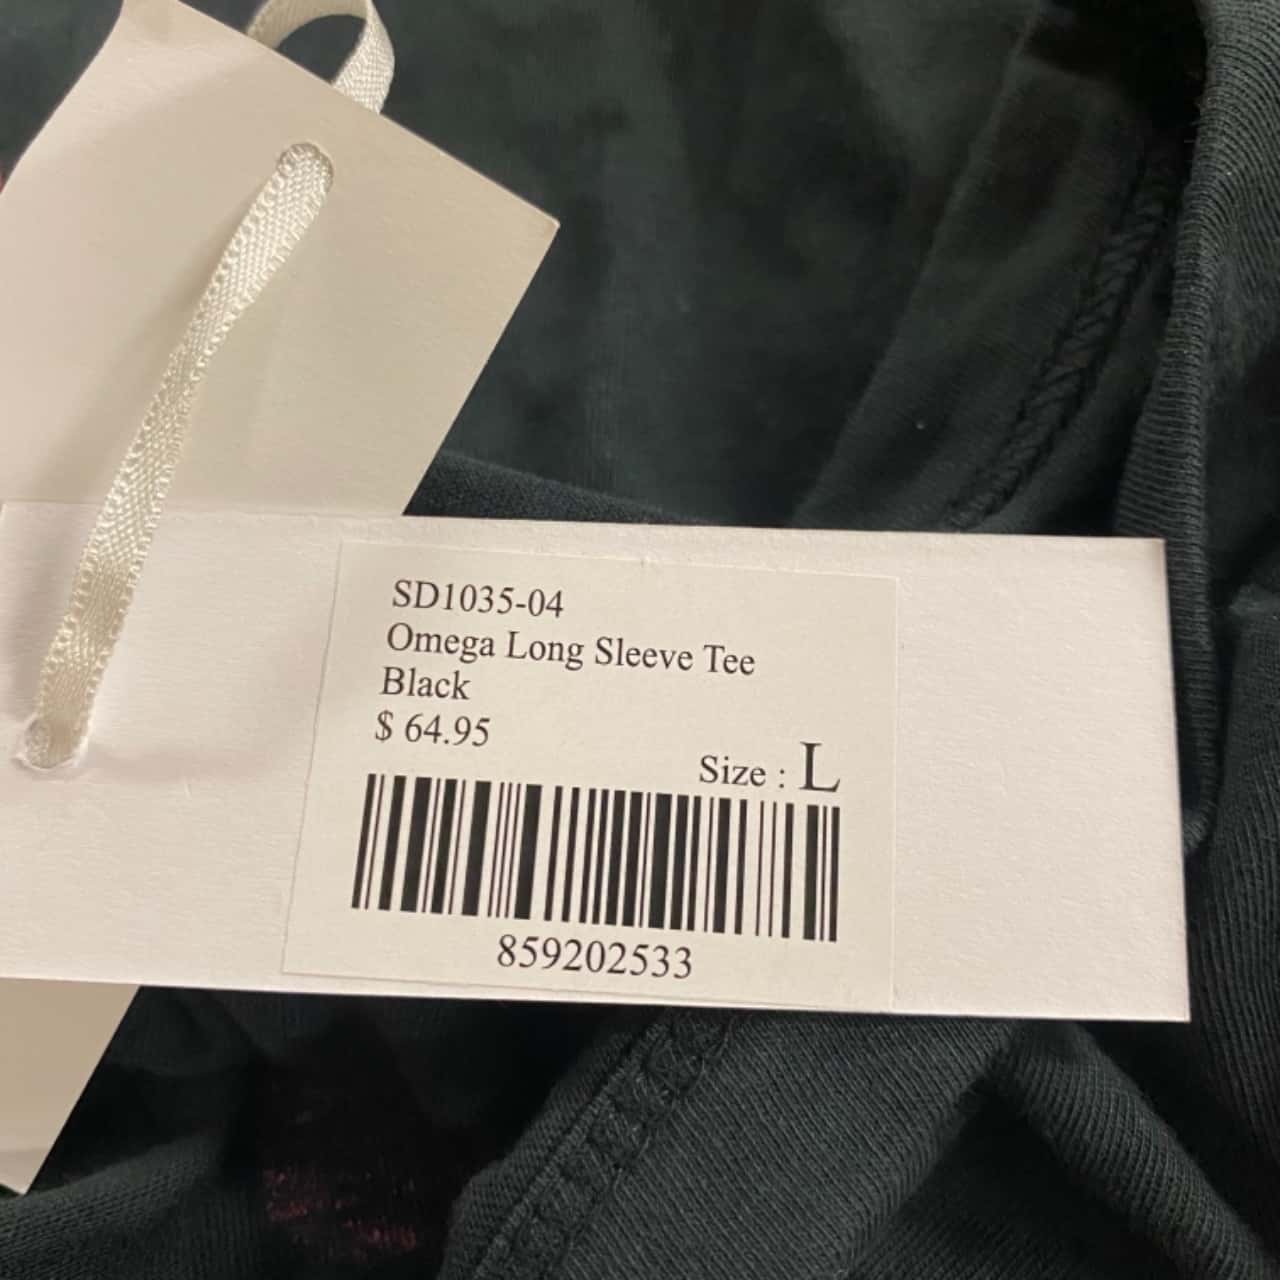 SD1035-04
Omega Long Sleeve Tee
Black
$ 64.95
Size : L
859202533